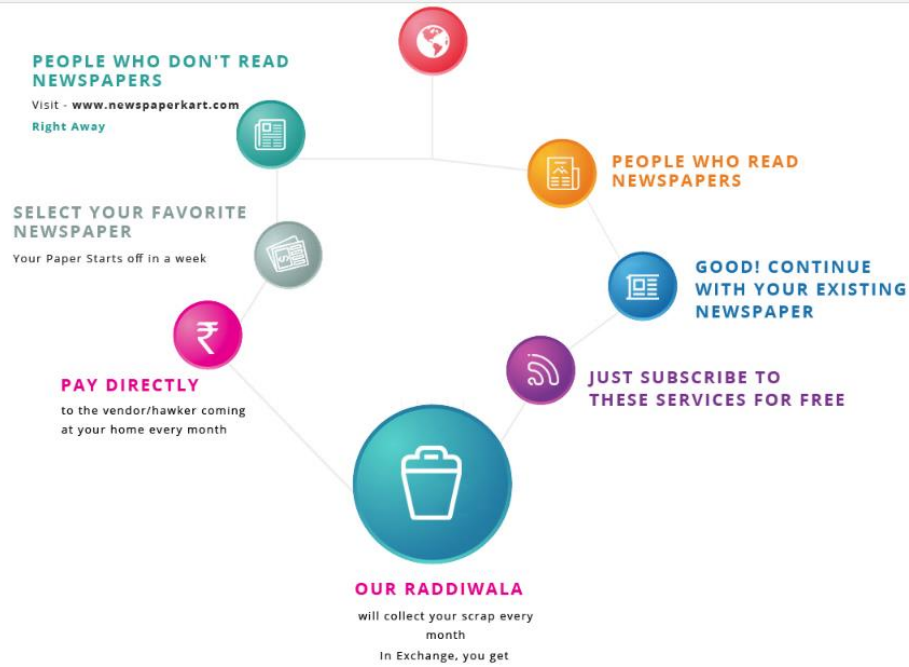 PEOPLE WHO DON'T READ
NEWSPAPERS
Visit - www.newspaperkart.com
Right Away
PEOPLE WHO READ
NEWSPAPERS
SELECT YOUR FAVORITE
NEWSPAPER
Your Paper Starts off in a week
GOOD! CONTINUE
WITH YOUR EXISTING
NEWSPAPER
₹
PAY DIRECTLY
to the vendor/hawker coming
at your home every month
JUST SUBSCRIBE TO
THESE SERVICES FOR FREE
OUR RADDIWALA
will collect your scrap every
month
In Exchange, you get